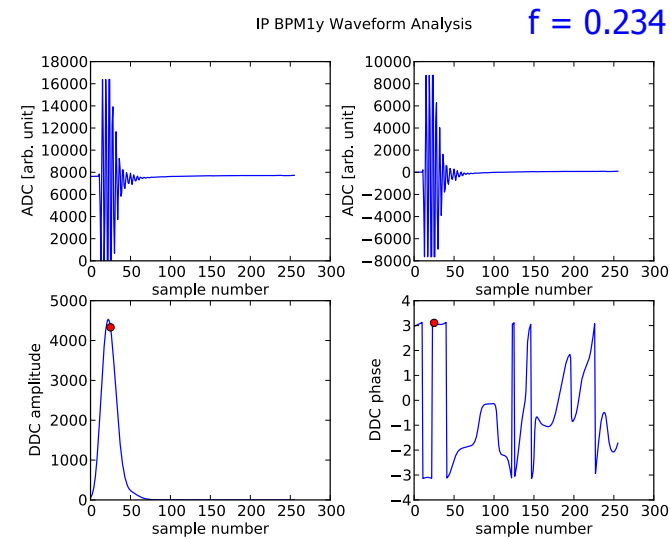 IP BPM1y Waveform Analysis
f = 0.234
ADC [arb. unit]
18000
16000
14000
12000
10000
8000
6000
4000
2000
0
0 50 100 150 200 250 300
sample number
ADC [arb. unit]
10000
8000
6000
4000
2000
0
−2000
−4000
−6000
−8000
0 50 100 150 200 250 300
sample number
DDC amplitude
5000
4000
3000
2000
1000
0
0 50 100 150 200 250 300
sample number
DDC phase
4
3
2
1
0
−1
−2
−3
−4
0 50 100 150 200 250 300
sample number